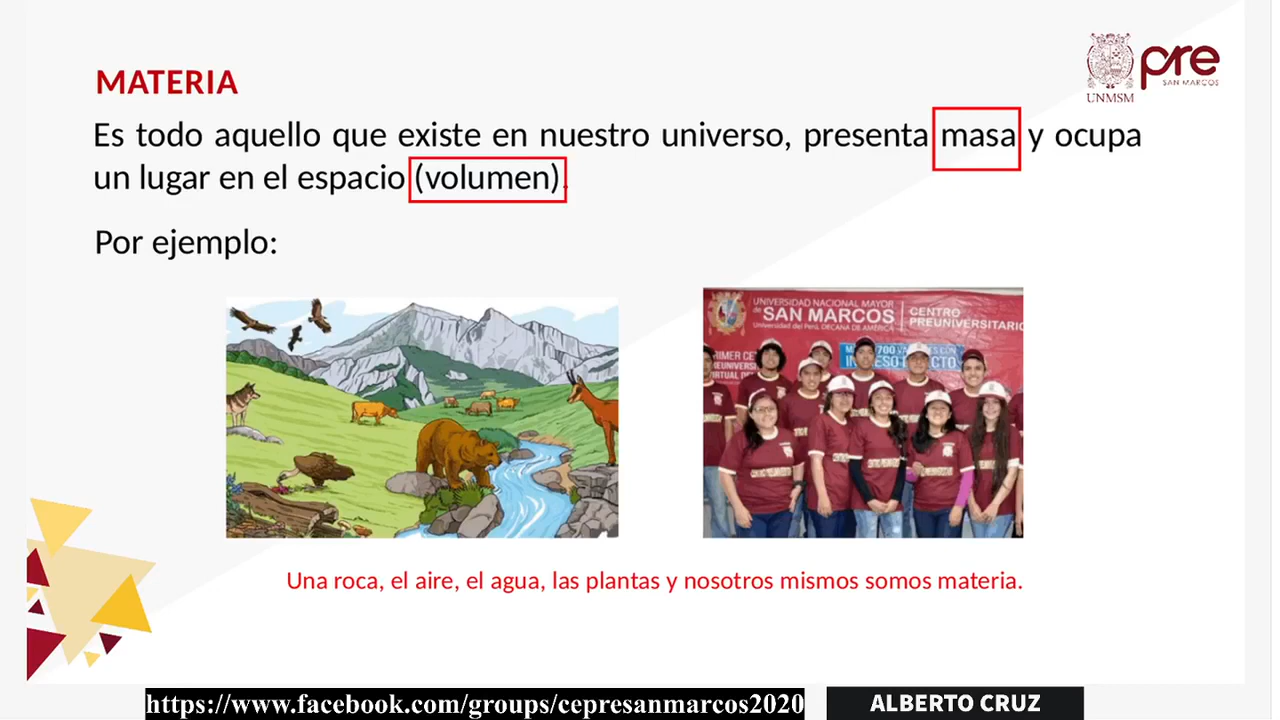 MATERIA
UNMSM
pre
SAN MARCOS
Es todo aquello que existe en nuestro universo, presenta masa y ocupa
un lugar en el espacio (volumen).
Por ejemplo:
UNIVERSIDAD NACIONAL MAYOR
de SAN MARCOS
Universidad del Perú, DECANA DE AMÉRICA
CENTRO
PREUNIVERSITARIO
Una roca, el aire, el agua, las plantas y nosotros mismos somos materia.
https://www.facebook.com/groups/cepresanmarcos2020
ALBERTO CRUZ